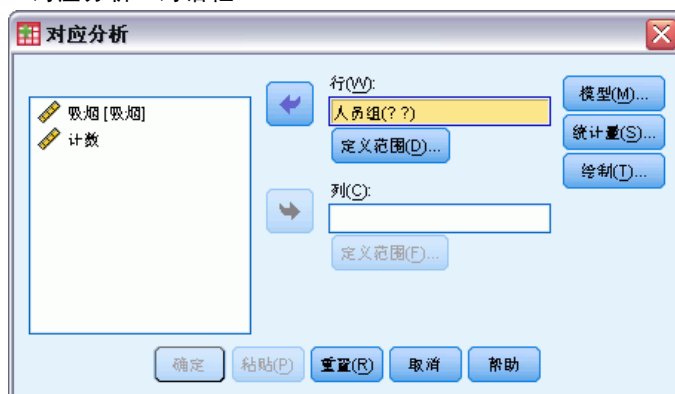 对应分析
吸烟 [吸烟]
计数
行(W):
人员组(? ?)
定义范围(D)...
列(C):
定义范围(F)...
模型(M)...
统计量(S)...
绘制(T)...
确定
粘贴(P)
重置(R)
取消
帮助